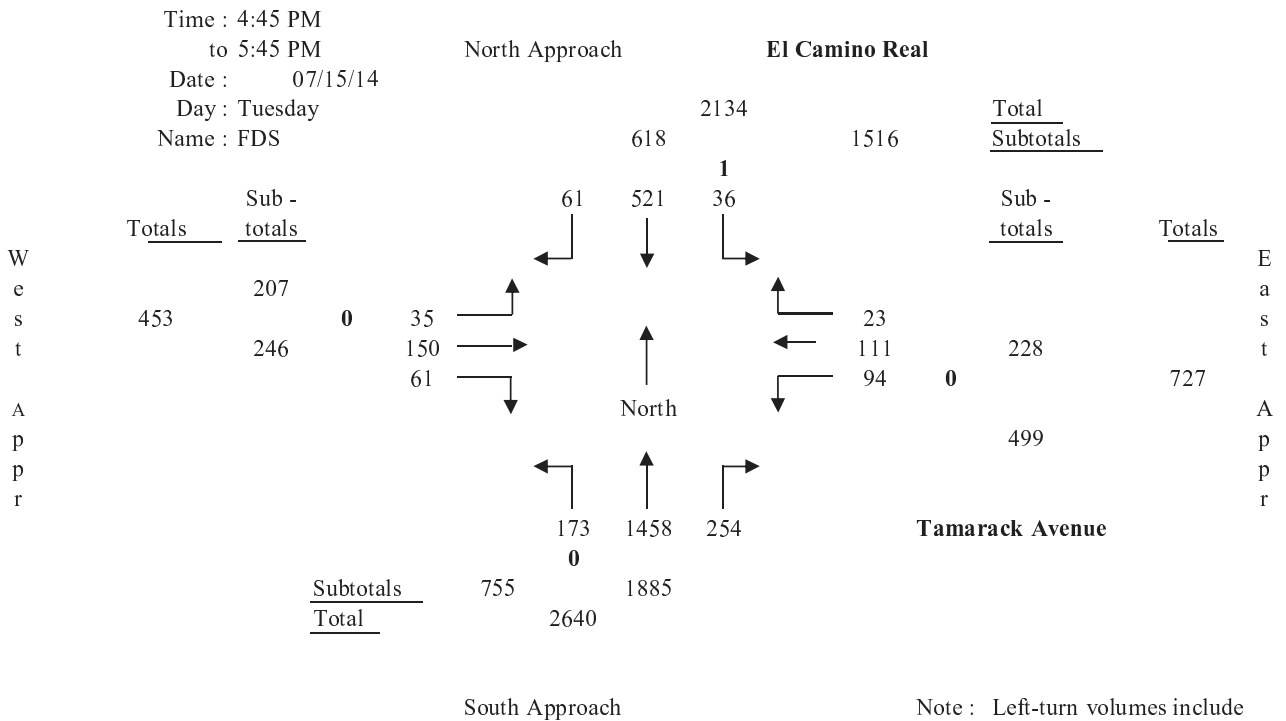 Time : 4:45 PM
to 5:45 PM North Approach El Camino Real
Date : 07/15/14
Day : Tuesday 2134 Total
Name : FDS 618 1516 Subtotals
1
Sub - 61 521 36 Sub -
Totals totals totals Totals
W E
e 207 a
s 453 0 35 23 s
t 246 150 111 228 t
61 94 0 727
A North A
p 499 p
p p
r r
173 1458 254 Tamarack Avenue
0
Subtotals 755 1885
Total 2640
South Approach Note : Left-turn volumes include